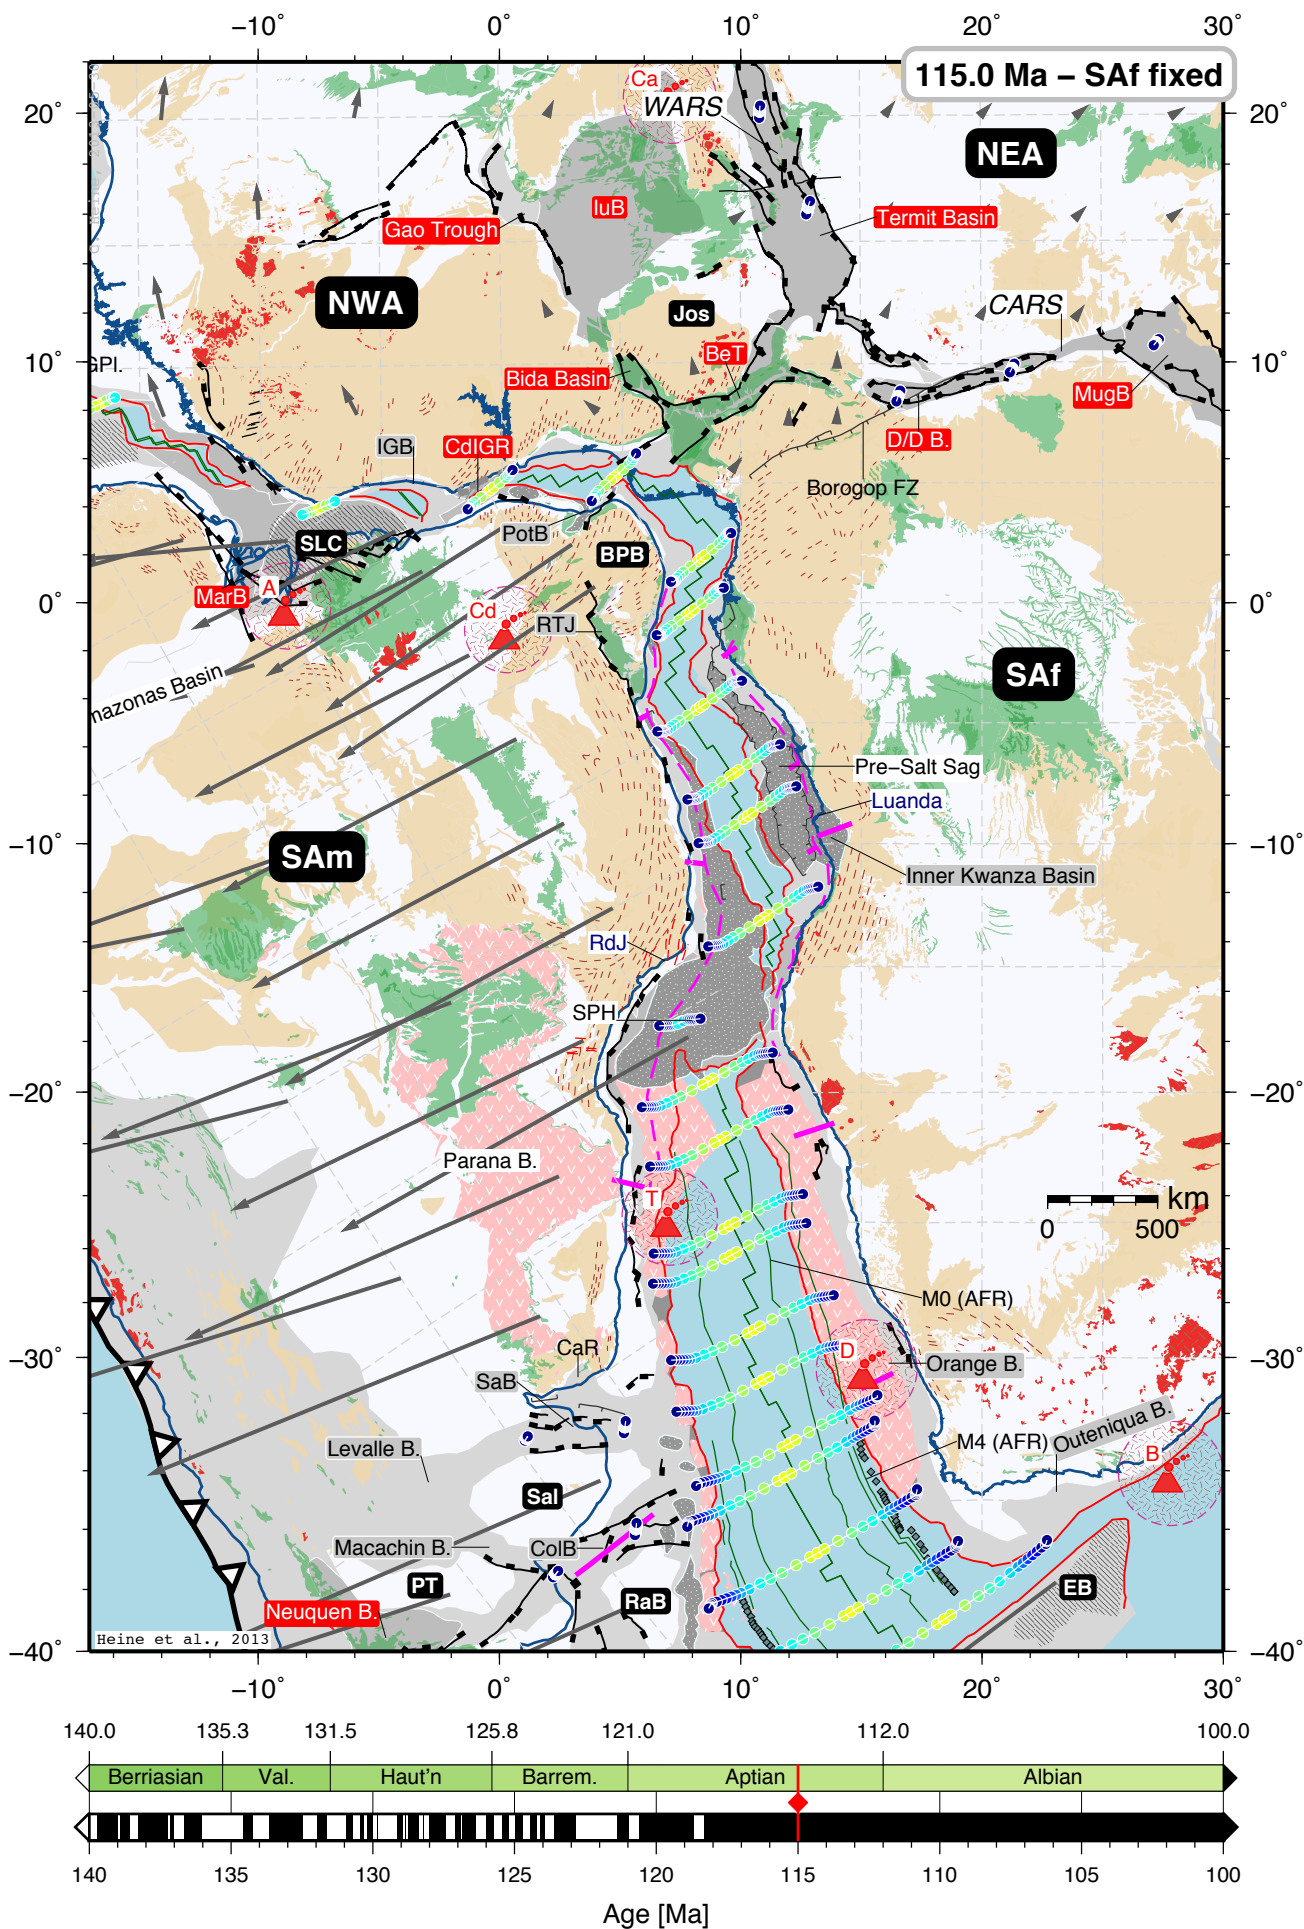 −10˚ 0˚ 10˚ 20˚ 30˚
115.0 Ma − SAf fixed
Ca
WARS
20˚ 20˚
NEA
IuB
Gao Trough
Termit Basin
NWA
CARS
Jos
BeT
10˚ 10˚
GPl.
Bida Basin
MugB
IGB
CdIGR
D/D B.
Borogop FZ
PotB
SLC
BPB
A
MarB
Cd
0˚ 0˚
RTJ
SAf
mazonas Basin
Pre−Salt Sag
Luanda
−10˚ −10˚
SAm
Inner Kwanza Basin
RdJ
SPH
−20˚ −20˚
Parana B.
T
km
0 500
M0 (AFR)
CaR
D
−30˚ −30˚
Orange B.
SaB
Outeniqua B.
M4 (AFR)
Levalle B.
B
Sal
Macachin B.
ColB
PT
EB
RaB
Neuquen B.
Heine et al., 2013
−40˚ −40˚
−10˚ 0˚ 10˚ 20˚ 30˚
140.0 135.3 131.5 125.8 121.0 112.0 100.0
Berriasian Val. Haut'n Barrem. Aptian Albian
140 135 130 125 120 115 110 105 100
Age [Ma]